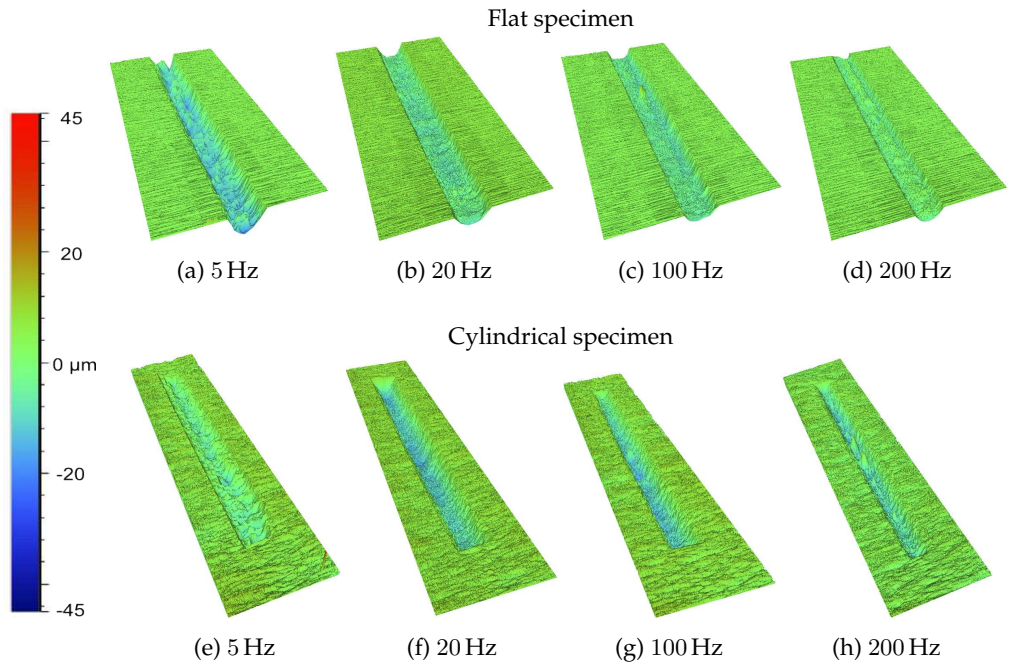 Flat specimen
45
20
0 µm
-20
-45
(a) 5 Hz
(b) 20 Hz
(c) 100 Hz
(d) 200 Hz
Cylindrical specimen
(e) 5 Hz
(f) 20 Hz
(g) 100 Hz
(h) 200 Hz